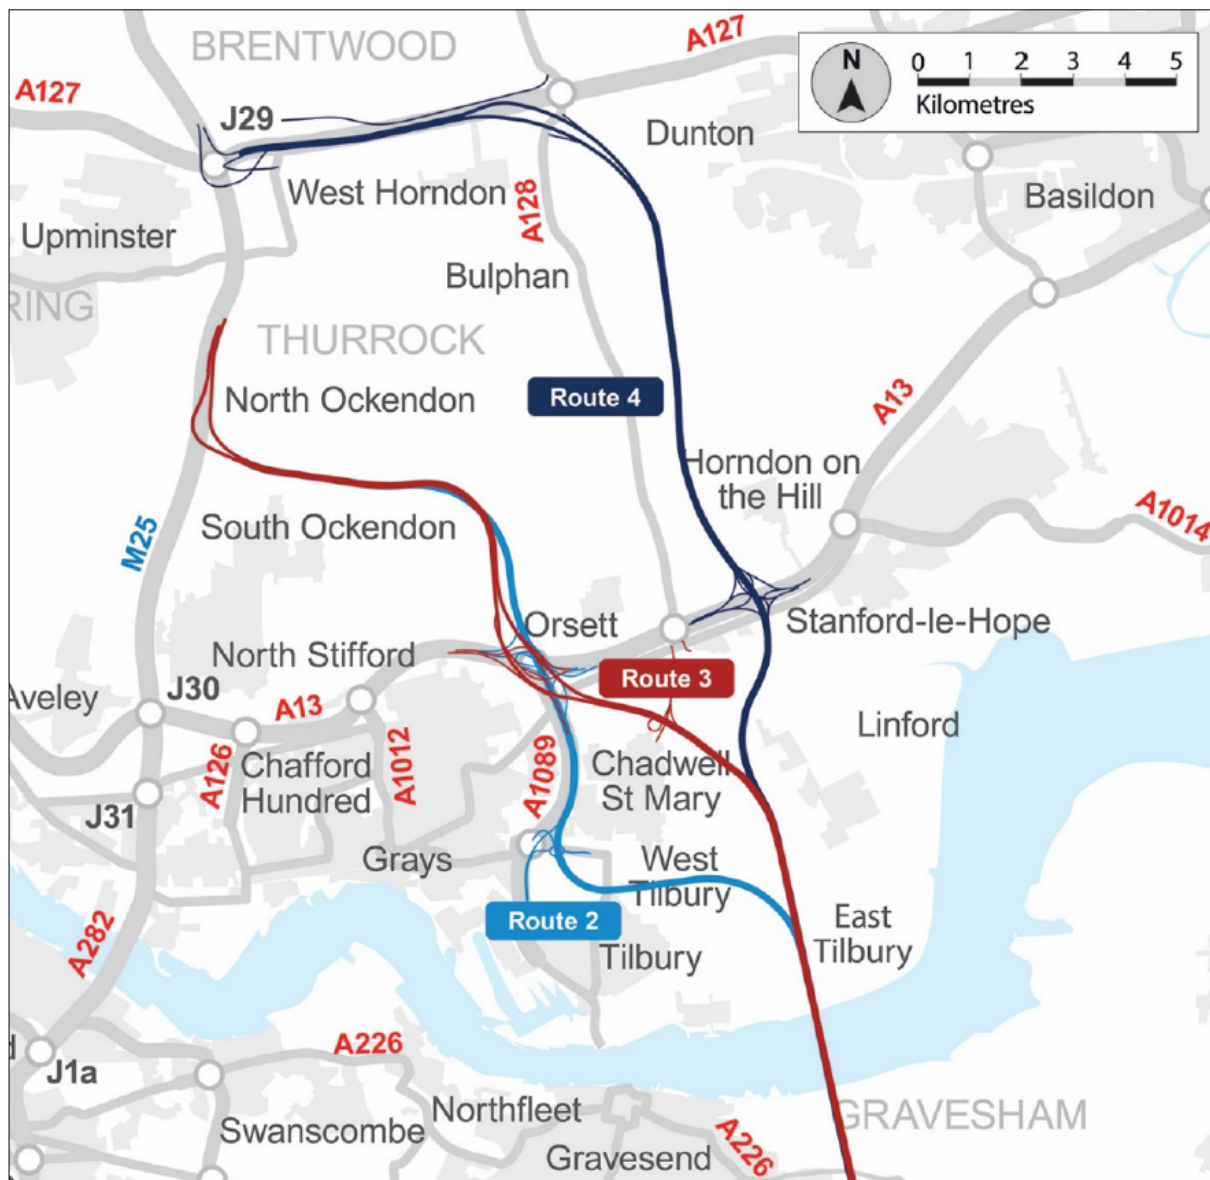 BRENTWOOD
A127
N
0 1 2 3 4 5
Kilometres
A127
J29
Dunton
West Horndon
A128
Basildon
Upminster
Bulphan
RING
THURROCK
Route 4
North Ockendon
A13
Horndon on
the Hill
South Ockendon
A1014
M25
Orsett
Stanford-le-Hope
North Stifford
Route 3
J30
Aveley
A13
Linford
A126
Chafford
Hundred
A1012
A1089
Chadwell
St Mary
J31
Grays
West
Tilbury
Route 2
East
Tilbury
A282
Tilbury
d
J1a
A226
Northfleet
GRAVESHAM
Swanscombe
Gravesend
A226